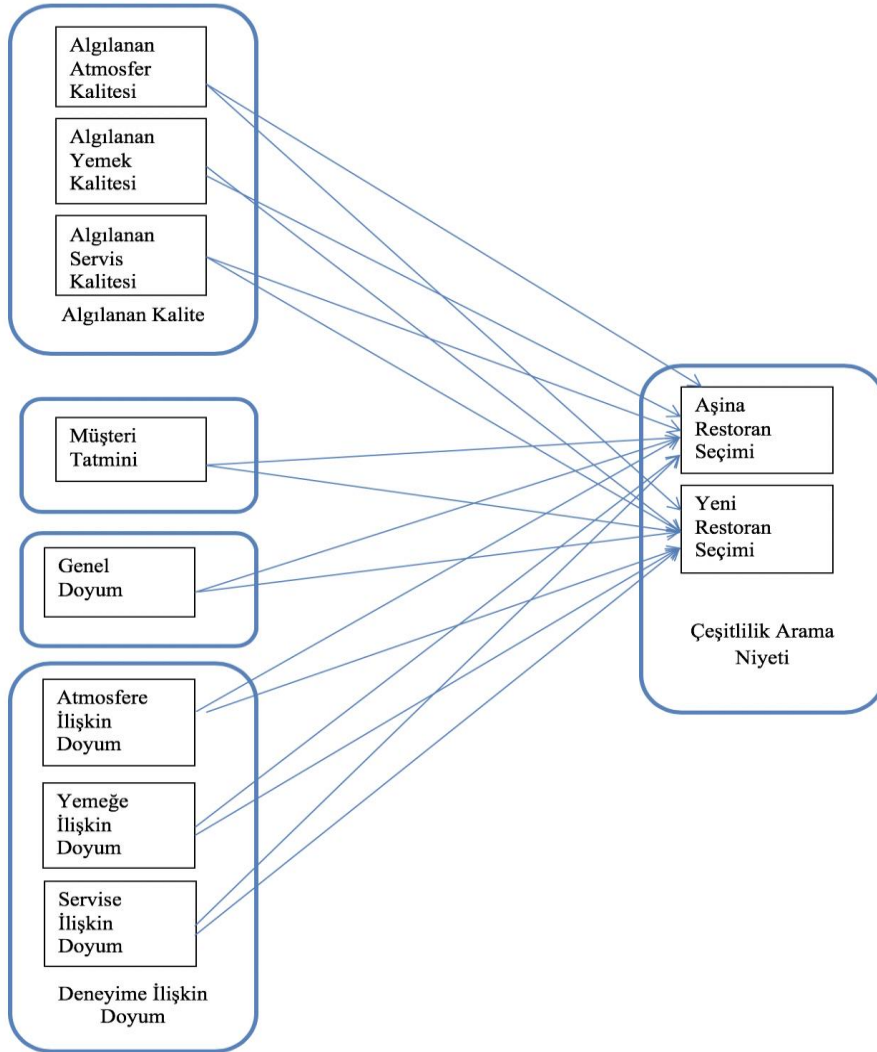 Algılanan
Atmosfer
Kalitesi
Algılanan
Yemek
Kalitesi
Algılanan
Servis
Kalitesi
Algılanan Kalite
Müşteri
Tatmini
Genel
Doyum
Atmosfere
İlişkin
Doyum
Yemeğe
İlişkin
Doyum
Servise
İlişkin
Doyum
Deneyime İlişkin
Doyum
Aşina
Restoran
Seçimi
Yeni
Restoran
Seçimi
Çeşitlilik Arama
Niyeti